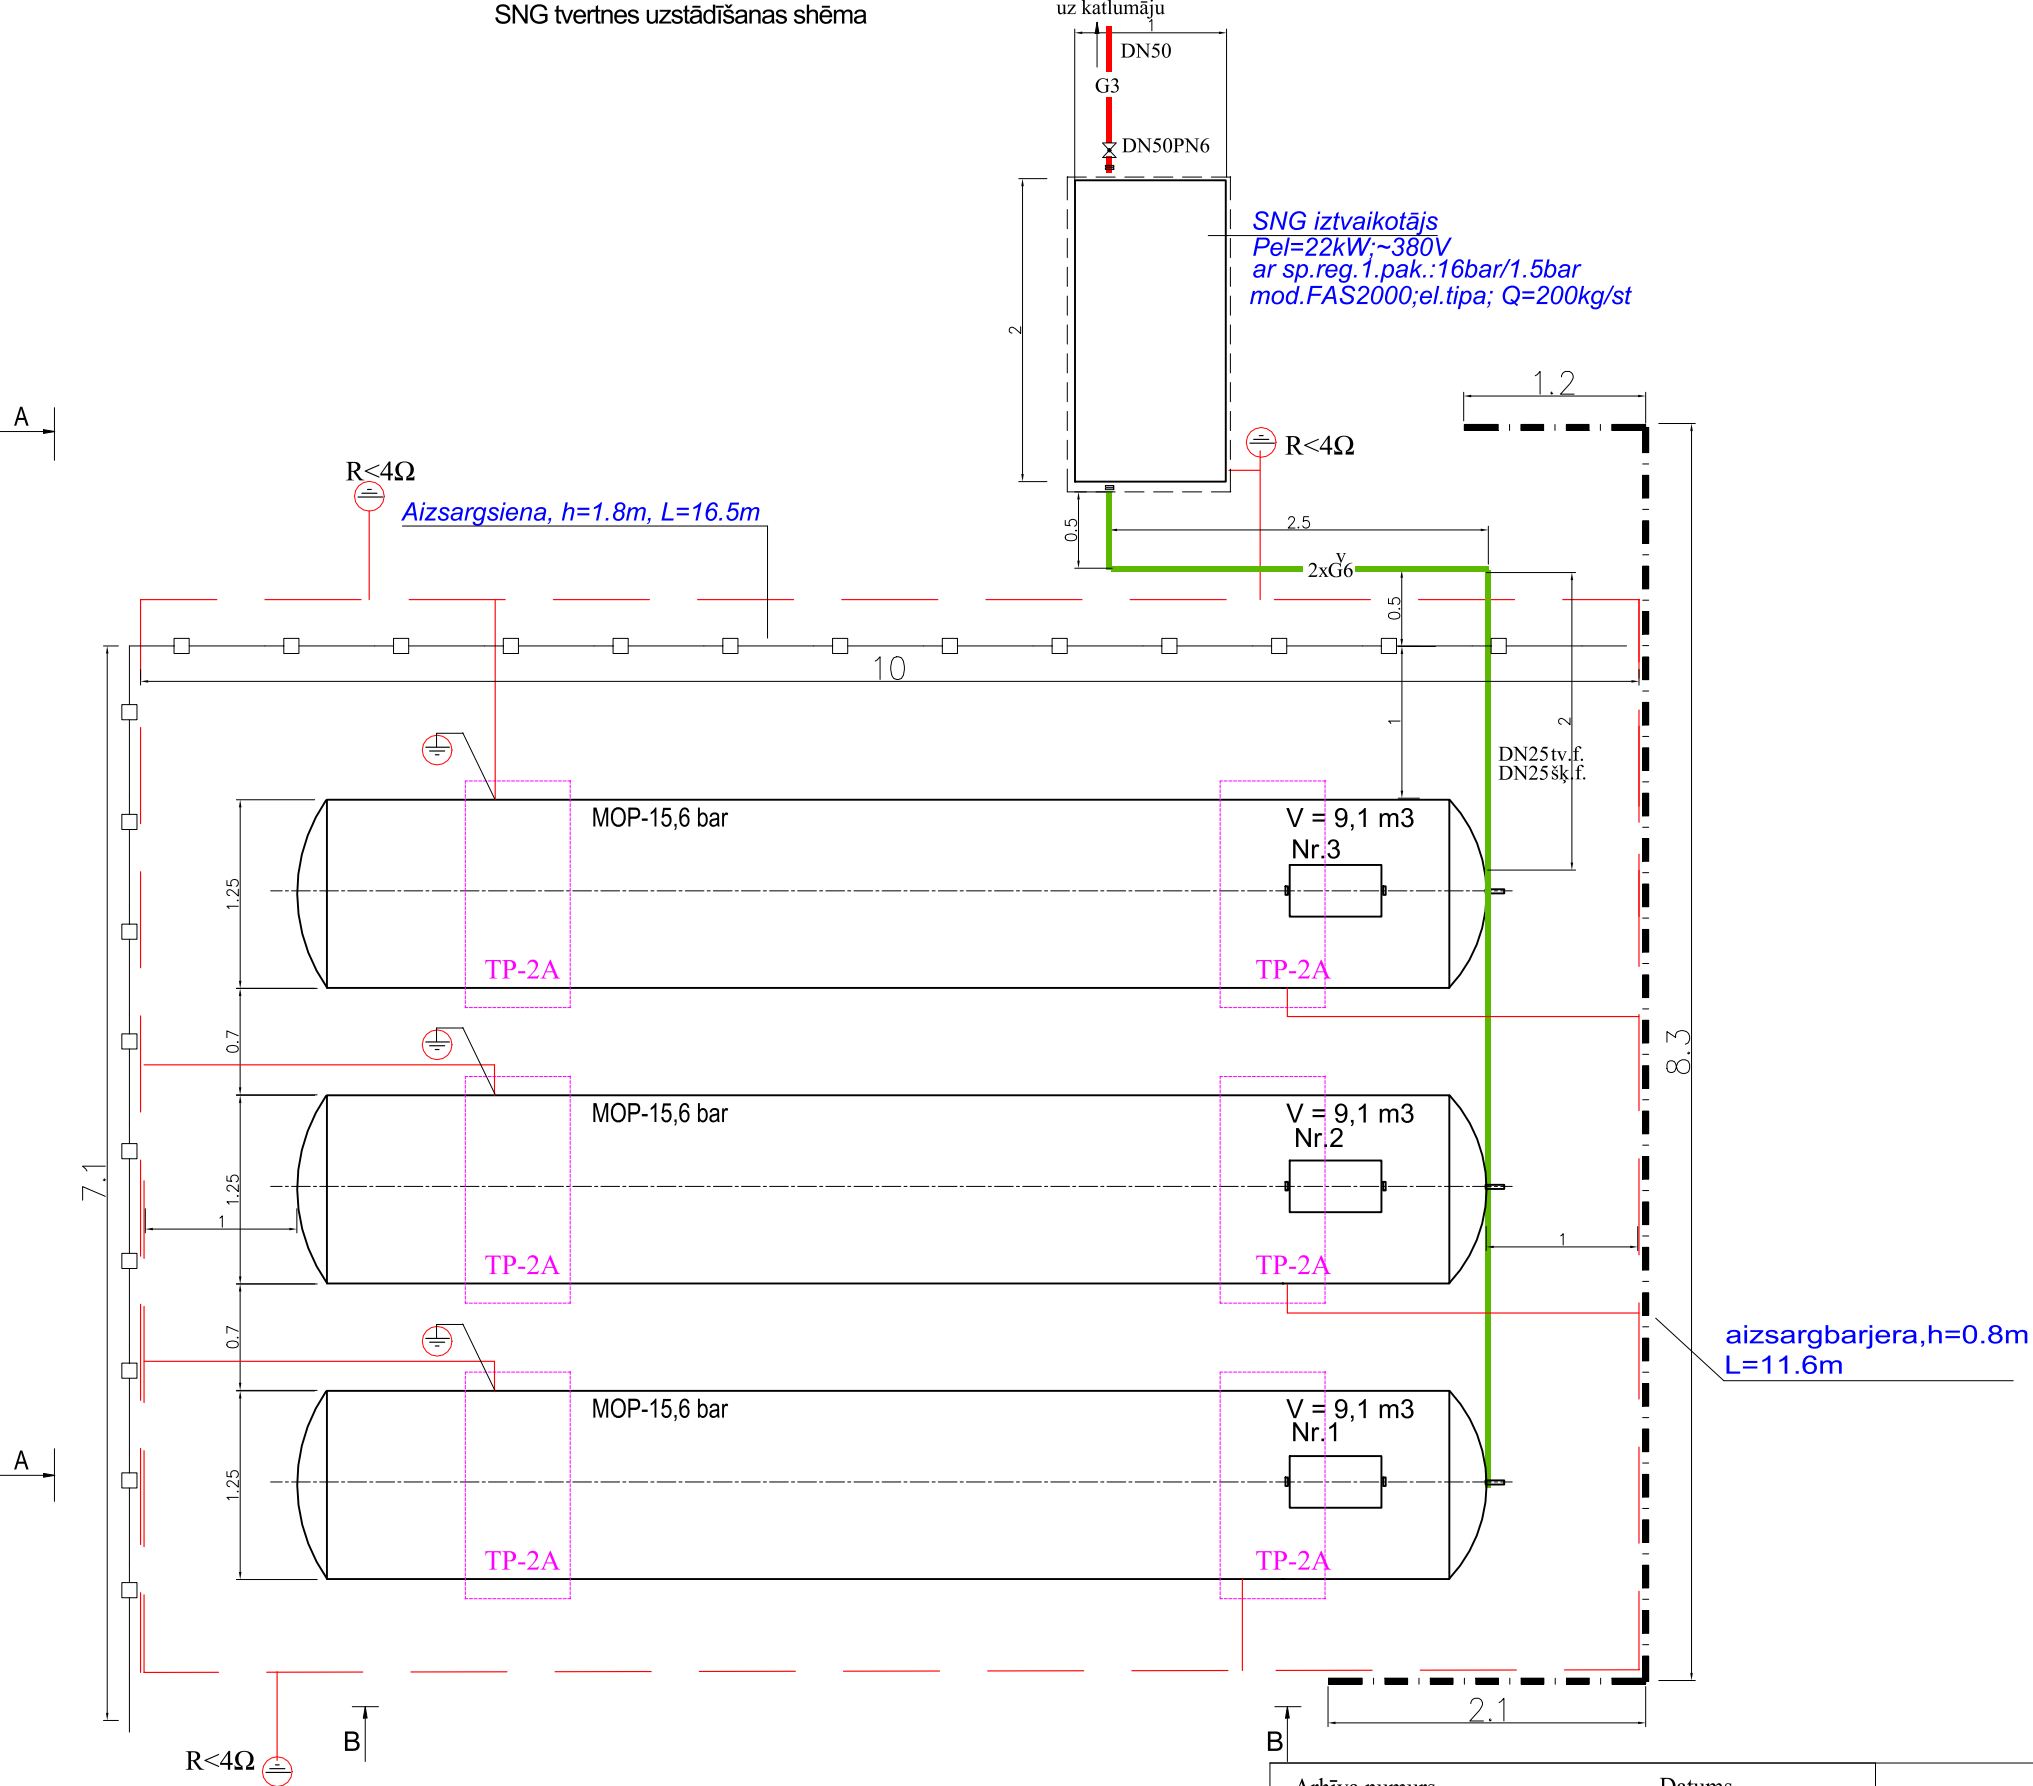 SNG tvertnes uzstādīšanas shēma
uz katlumāju
1
DN50
G3
DN50PN6
SNG iztvaikotājs
Pel=22kW;~380V
ar sp.reg.1.pak.:16bar/1.5bar
mod.FAS2000;el.tipa; Q=200kg/st
2
1.2
A
R<4Ω
R<4Ω
Aizsargsiena, h=1.8m, L=16.5m
0.5
2.5
v
2xG6
0.5
10
1
2
DN25tv.f.
DN25šķ.f.
MOP-15,6 bar
V = 9,1 m3
Nr.3
1.25
TP-2A
TP-2A
0.7
8.3
MOP-15,6 bar
V = 9,1 m3
Nr.2
7.1
1.25
1
1
TP-2A
TP-2A
0.7
aizsargbarjera,h=0.8m
L=11.6m
MOP-15,6 bar
V = 9,1 m3
Nr.1
A
1.25
TP-2A
TP-2A
2.1
B
B
R<4Ω
Arhīva numurs
Datums